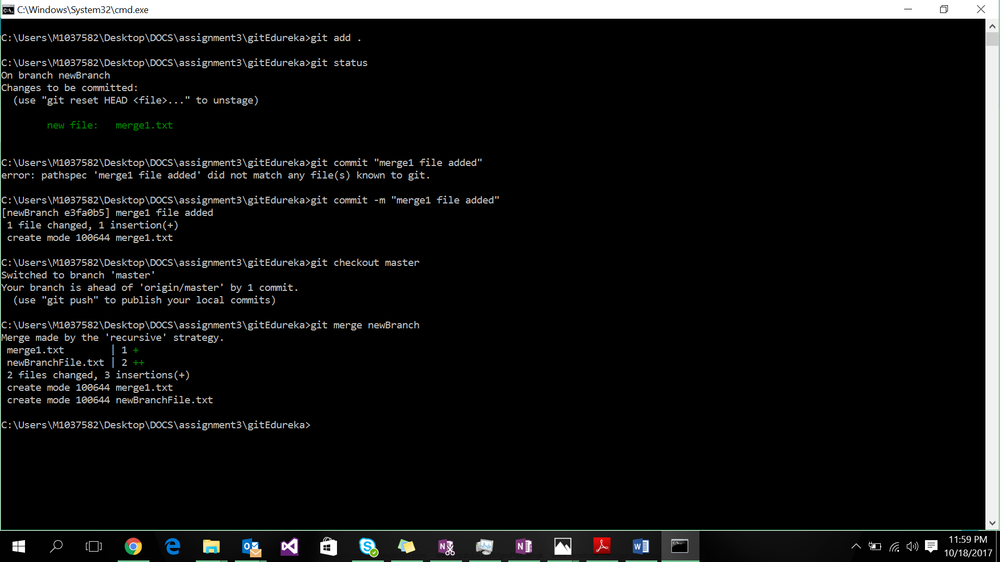 C:\Windows\System32\cmd.exe
C:\Users\M1037582\Desktop\DOCS\assignment3\gitEdureka>git add .
C:\Users\M1037582\Desktop\DOCS\assignment3\gitEdureka>git status
On branch newBranch
Changes to be committed:
  (use "git reset HEAD <file>..." to unstage)
        new file:   merge1.txt
C:\Users\M1037582\Desktop\DOCS\assignment3\gitEdureka>git commit "merge1 file added"
error: pathspec 'merge1 file added' did not match any file(s) known to git.
C:\Users\M1037582\Desktop\DOCS\assignment3\gitEdureka>git commit -m "merge1 file added"
[newBranch e3fa0b5] merge1 file added
 1 file changed, 1 insertion(+)
 create mode 100644 merge1.txt
C:\Users\M1037582\Desktop\DOCS\assignment3\gitEdureka>git checkout master
Switched to branch 'master'
Your branch is ahead of 'origin/master' by 1 commit.
  (use "git push" to publish your local commits)
C:\Users\M1037582\Desktop\DOCS\assignment3\gitEdureka>git merge newBranch
Merge made by the 'recursive' strategy.
 merge1.txt        | 1 +
 newBranchFile.txt | 2 ++
 2 files changed, 3 insertions(+)
 create mode 100644 merge1.txt
 create mode 100644 newBranchFile.txt
C:\Users\M1037582\Desktop\DOCS\assignment3\gitEdureka>
11:59 PM
10/18/2017